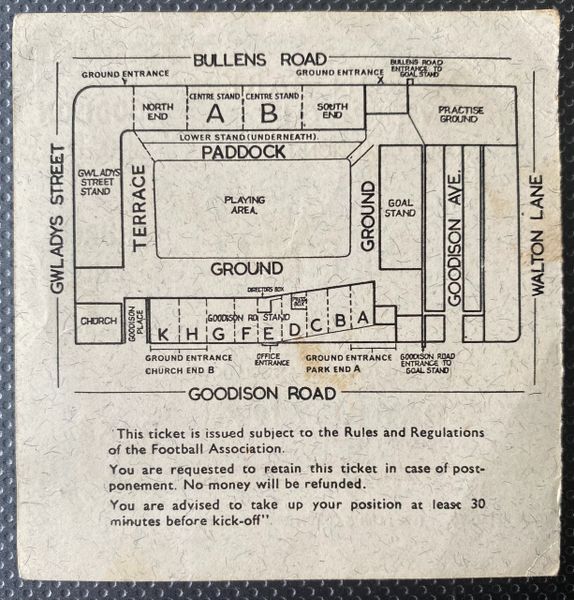 BULLENS ROAD
GROUND ENTRANCE
GROUND ENTRANCE
X
BULLENS ROAD
ENTRANCE TO
GOAL STAND
NORTH
END
CENTRE STAND
A
CENTRE STAND
B
SOUTH
END
PRACTISE
GROUND
LOWER STAND (UNDERNEATH).
PADDOCK
GWLADYS STREET
GWLADYS
STREET
STAND
TERRACE
PLAYING
AREA.
GROUND
GOAL
STAND
GOODISON AVE.
WALTON LANE
GROUND
DIRECTORS BOX
CHURCH
GOODISON
PLACE
GOODISON RD. STAND
K H G F E D C B A
GROUND ENTRANCE
CHURCH END B
OFFICE
ENTRANCE
GROUND ENTRANCE
PARK END A
GOODISON ROAD
ENTRANCE TO
GOAL STAND
GOODISON ROAD
"This ticket is issued subject to the Rules and Regulations
of the Football Association.
You are requested to retain this ticket in case of post-
ponement. No money will be refunded.
You are advised to take up your position at least 30
minutes before kick-off"